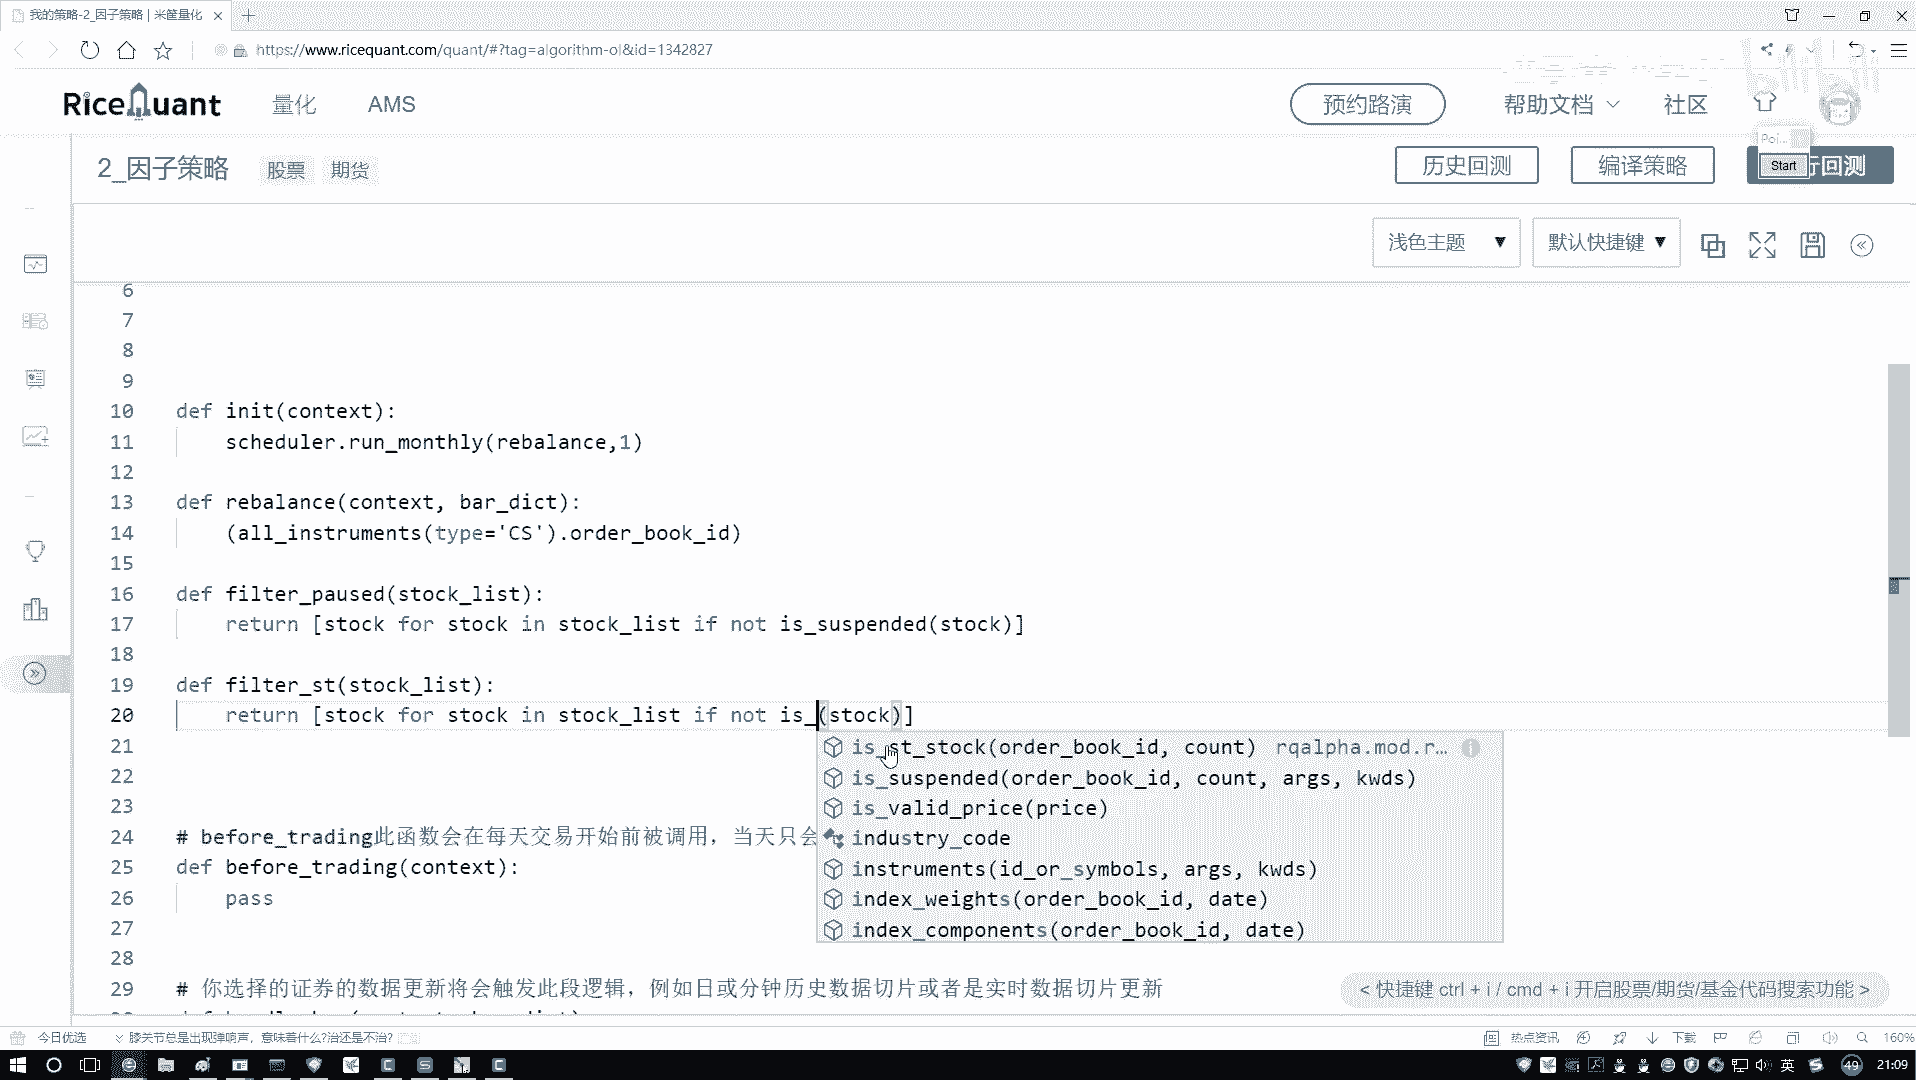 我的策略-2_因子策略 | 米筐量化
https://www.ricequant.com/quant/#?tag=algorithm-ol&id=1342827
RiceQuant 量化 AMS 预约路演 帮助文档 社区
Poi...
2_因子策略 股票 期货 历史回测 编译策略 Start 行回测
浅色主题 默认快捷键
6
7
8
9
10 def init(context):
11 scheduler.run_monthly(rebalance,1)
12
13 def rebalance(context, bar_dict):
14 (all_instruments(type='CS').order_book_id)
15
16 def filter_paused(stock_list):
17 return [stock for stock in stock_list if not is_suspended(stock)]
18
19 def filter_st(stock_list):
20 return [stock for stock in stock_list if not is_(stock)]
21 is_st_stock(order_book_id, count) rqalpha.mod.r…
22 is_suspended(order_book_id, count, args, kwds)
23 is_valid_price(price)
24 # before_trading此函数会在每天交易开始前被调用，当天只会 industry_code
25 def before_trading(context): instruments(id_or_symbols, args, kwds)
26 pass index_weights(order_book_id, date)
27 index_components(order_book_id, date)
28
29 # 你选择的证券的数据更新将会触发此段逻辑，例如日或分钟历史数据切片或者是实时数据切片更新
< 快捷键 ctrl + i / cmd + i 开启股票/期货/基金代码搜索功能 >
今日优选 膝关节总是出现弹响声，意味着什么?治还是不治? 热点资讯 下载 160%
英 49 21:09